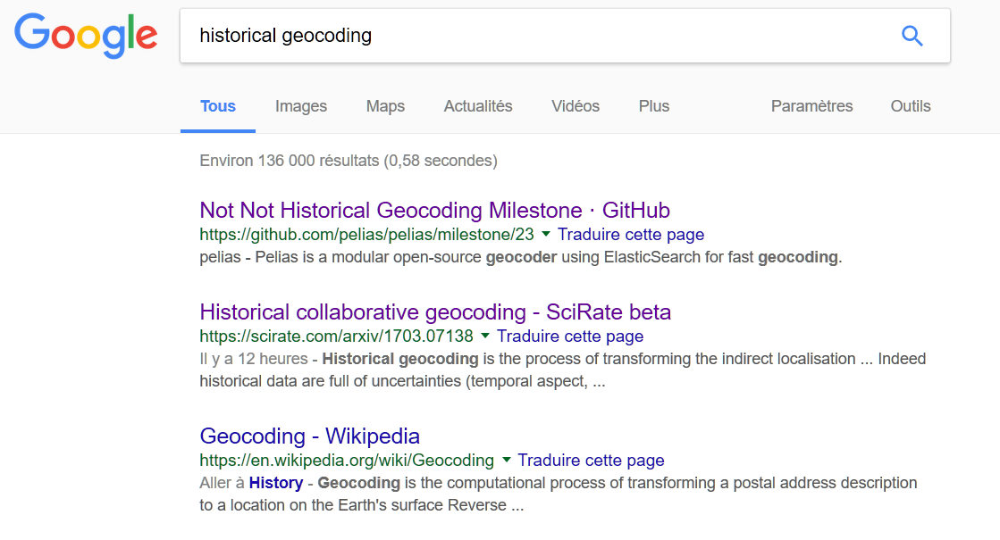 Google
historical geocoding
Tous Images Maps Actualités Vidéos Plus Paramètres Outils
Environ 136 000 résultats (0,58 secondes)
Not Not Historical Geocoding Milestone · GitHub
https://github.com/pelias/pelias/milestone/23 Traduire cette page
pelias - Pelias is a modular open-source geocoder using ElasticSearch for fast geocoding.
Historical collaborative geocoding - SciRate beta
https://scirate.com/arxiv/1703.07138 Traduire cette page
Il y a 12 heures - Historical geocoding is the process of transforming the indirect localisation ... Indeed
historical data are full of uncertainties (temporal aspect, ...
Geocoding - Wikipedia
https://en.wikipedia.org/wiki/Geocoding Traduire cette page
Aller à History - Geocoding is the computational process of transforming a postal address description
to a location on the Earth's surface Reverse ...